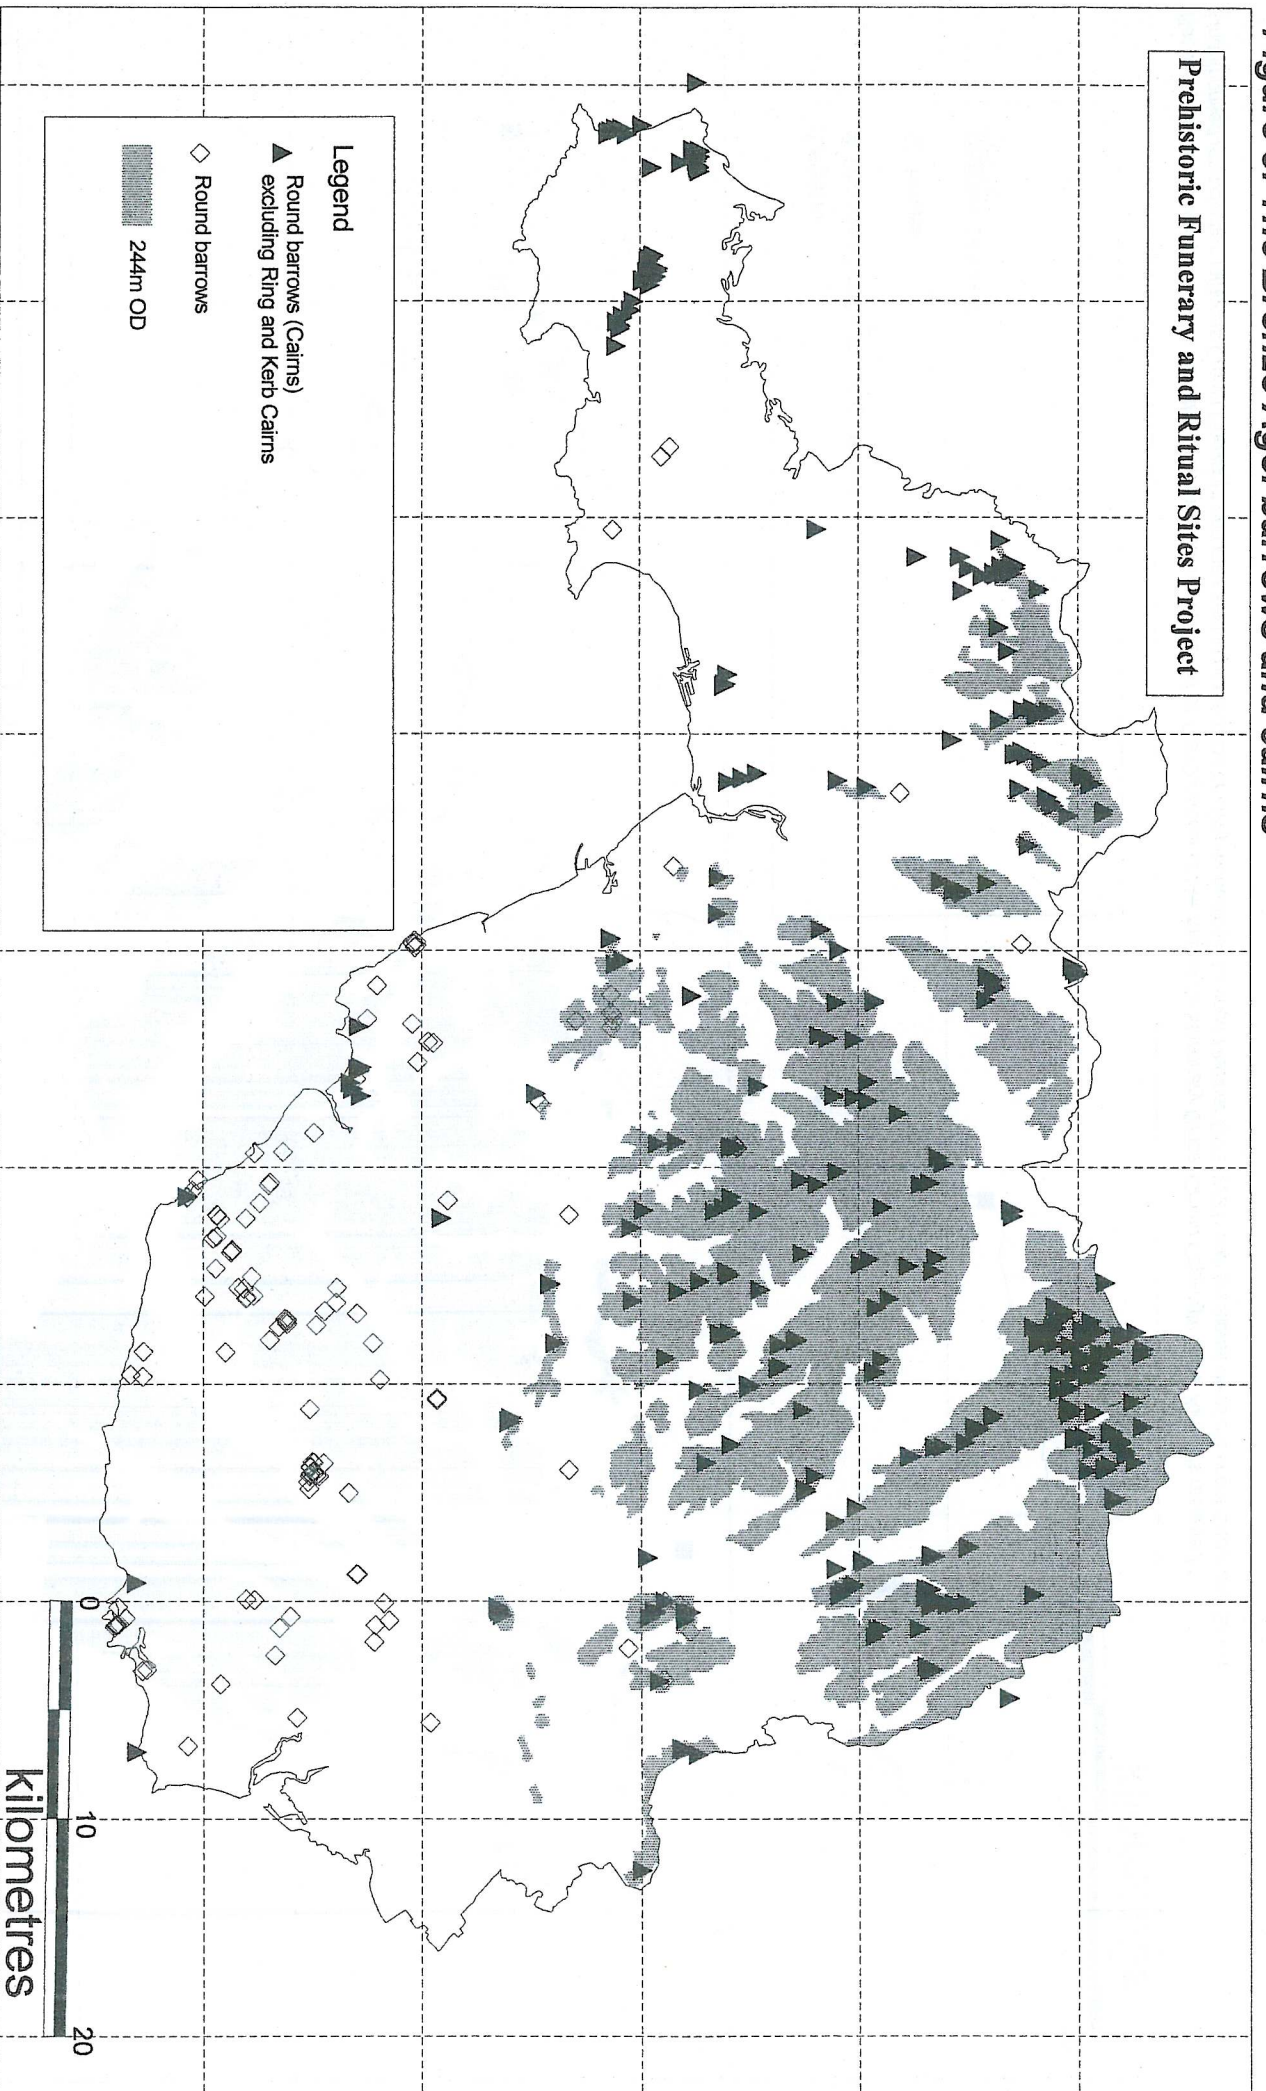 Prehistoric Funerary and Ritual Sites Project
Legend
Round barrows (Cairns)
excluding Ring and Kerb Cairns
Round barrows
244m OD
0
10
20
kilometres